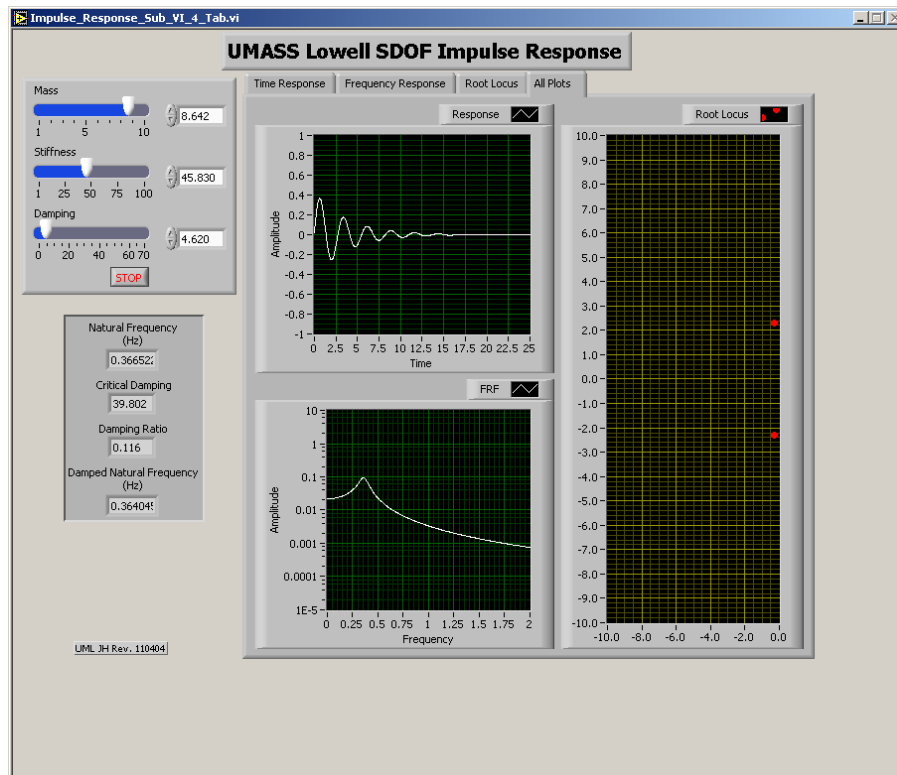 Impulse_Response_Sub_VI_4_Tab.vi
UMASS Lowell SDOF Impulse Response
Mass
1 5 10
8.642
Stiffness
1 25 50 75 100
45.830
Damping
0 20 40 60 70
4.620
STOP
Natural Frequency
(Hz)
0.366522
Critical Damping
39.802
Damping Ratio
0.116
Damped Natural Frequency
(Hz)
0.364045
UML JH Rev. 110404
Time Response Frequency Response Root Locus All Plots
Response
Amplitude
1
0.8
0.6
0.4
0.2
0
-0.2
-0.4
-0.6
-0.8
-1
0 2.5 5 7.5 10 12.5 15 17.5 20 22.5 25
Time
FRF
Amplitude
10
1
0.1
0.01
0.001
0.0001
1E-5
0 0.25 0.5 0.75 1 1.25 1.5 1.75 2
Frequency
Root Locus
10.0
9.0
8.0
7.0
6.0
5.0
4.0
3.0
2.0
1.0
0.0
-1.0
-2.0
-3.0
-4.0
-5.0
-6.0
-7.0
-8.0
-9.0
-10.0
-10.0 -8.0 -6.0 -4.0 -2.0 0.0